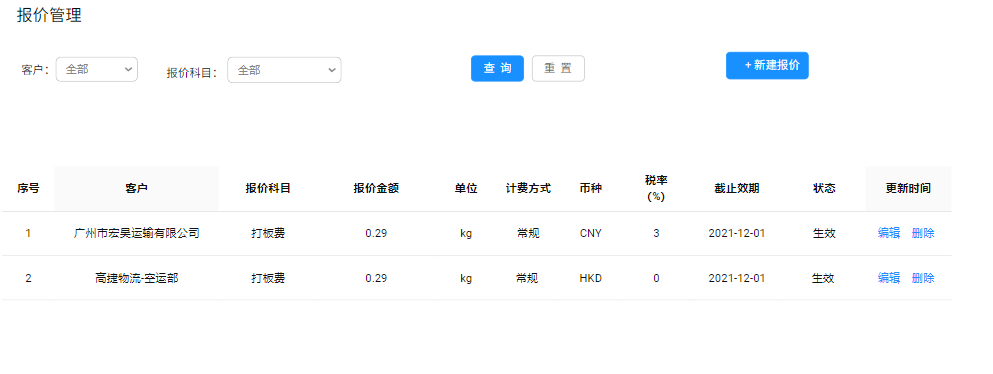 报价管理
客户： 全部 报价科目： 全部 查 询 重 置 + 新建报价
序号 客户 报价科目 报价金额 单位 计费方式 币种 税率 (%) 截止效期 状态 更新时间
1 广州市宏昊运输有限公司 打板费 0.29 kg 常规 CNY 3 2021-12-01 生效 编辑 删除
2 高捷物流-空运部 打板费 0.29 kg 常规 HKD 0 2021-12-01 生效 编辑 删除